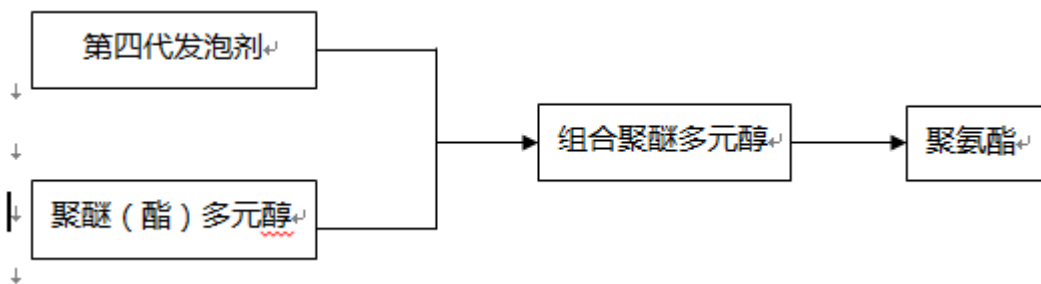 第四代发泡剂
组合聚醚多元醇
聚氨酯
聚醚（酯）多元醇